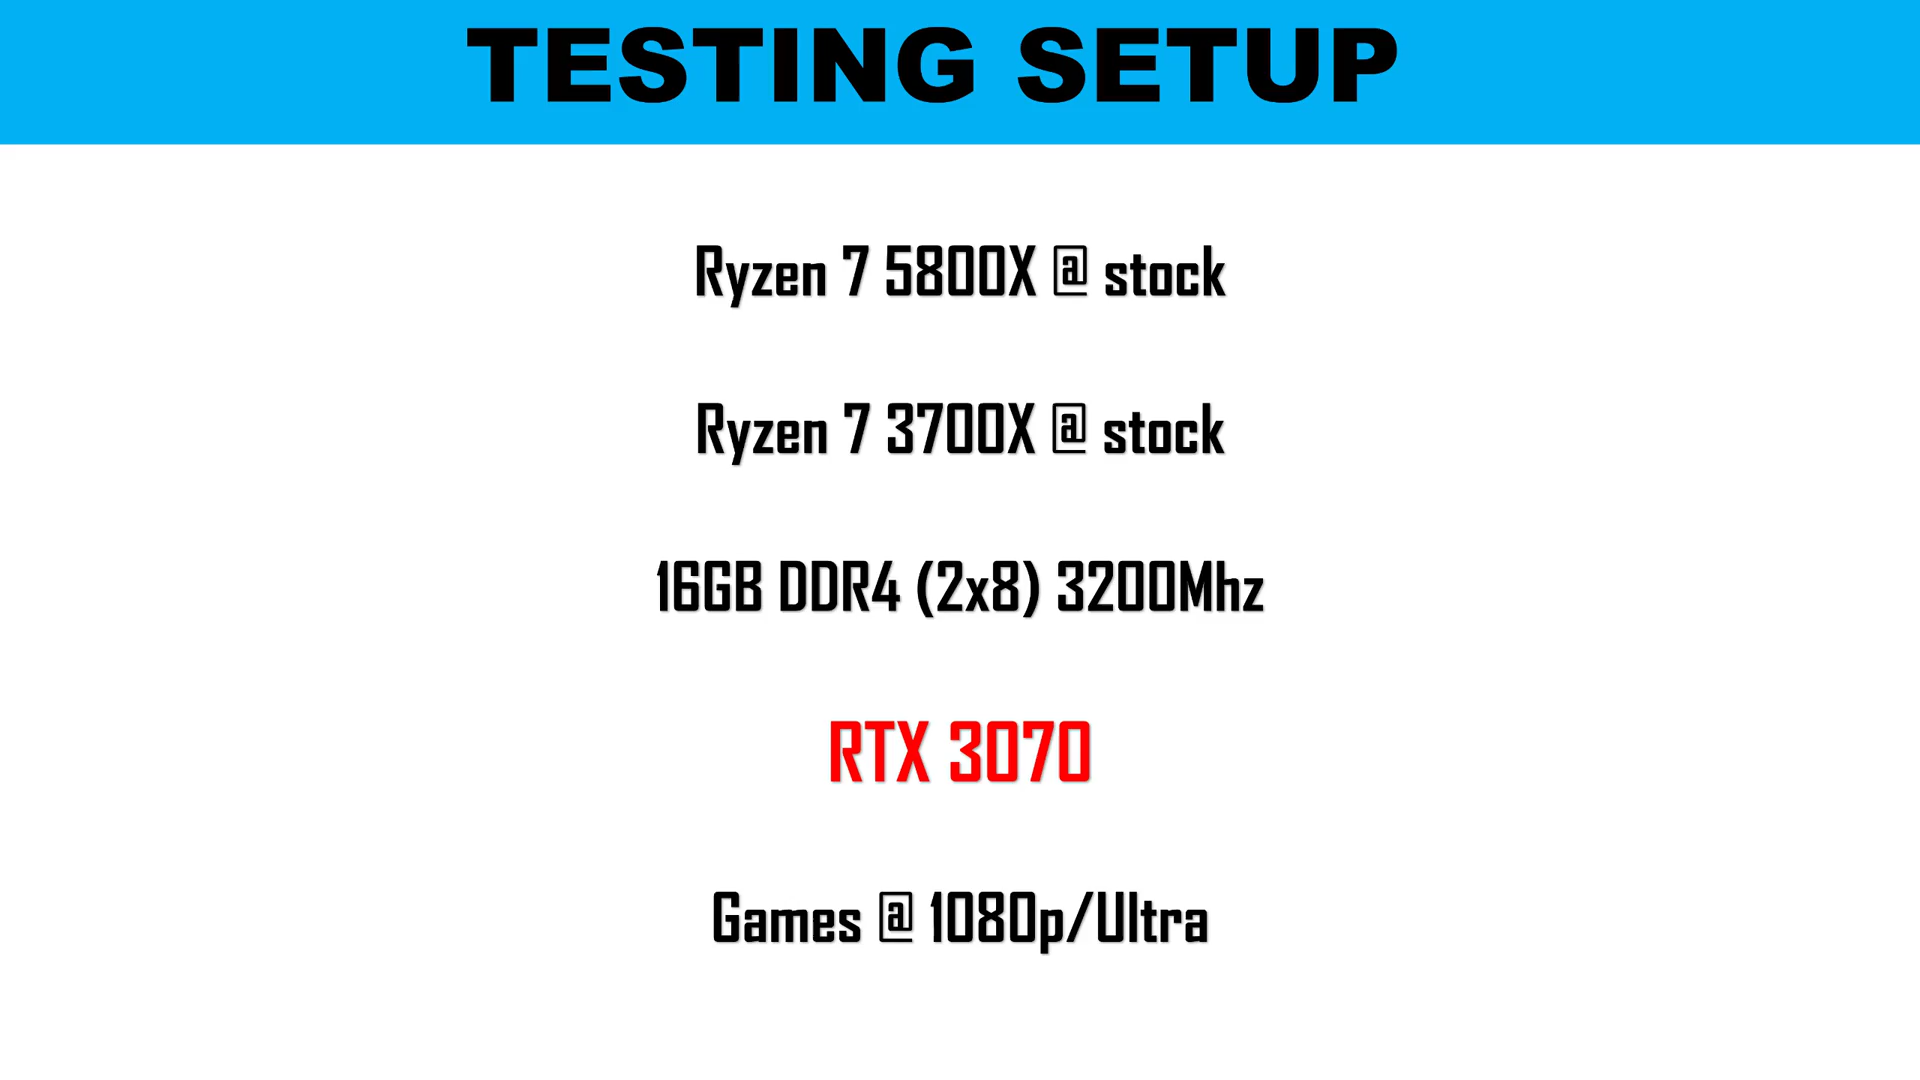 TESTING SETUP
Ryzen 7 5800X @ stock
Ryzen 7 3700X @ stock
16GB DDR4 (2x8) 3200Mhz
RTX 3070
Games @ 1080p/Ultra